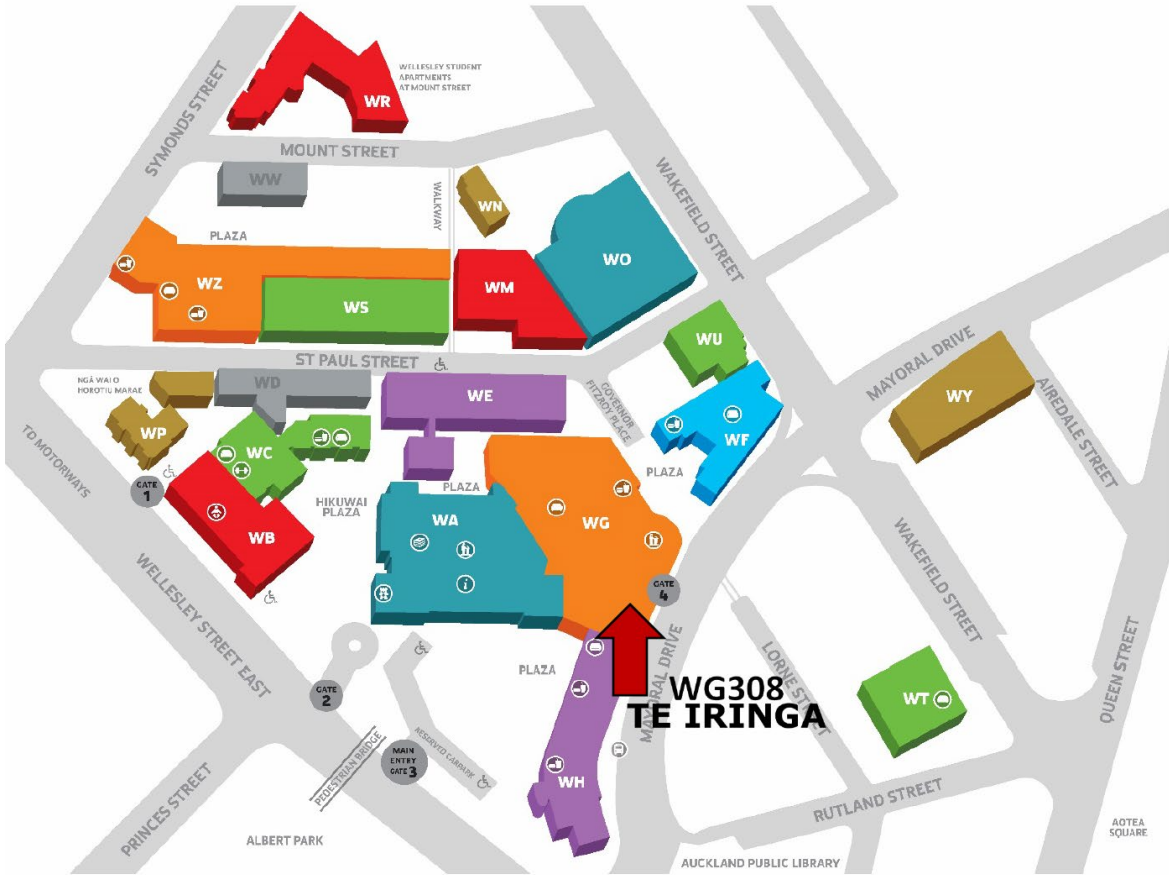 WELLESLEY STUDENT
APARTMENTS
AT MOUNT STREET
WR
SYMONDS STREET
MOUNT STREET
WW
WALKWAY
WN
WAKEFIELD STREET
PLAZA
WZ
WS
WM
WO
ST PAUL STREET
WU
MAYORAL DRIVE
WY
AIREDALE STREET
NGĀ WAI O
HOROTIU MARAE
WD
WE
GOVERNOR
FITZROY PLACE
WF
PLAZA
TO MOTORWAYS
WP
WC
GATE
1
HIKUWAI
PLAZA
PLAZA
WA
WG
WB
i
GATE
4
WAKEFIELD STREET
WELLESLEY STREET EAST
PLAZA
WG308
TE IRINGA
MAYORAL DRIVE
LORNE STREET
WT
QUEEN STREET
GATE
2
PEDESTRIAN BRIDGE
MAIN
ENTRY
GATE 3
RESERVED CARPARK
WH
PRINCES STREET
ALBERT PARK
RUTLAND STREET
AOTEA
SQUARE
AUCKLAND PUBLIC LIBRARY